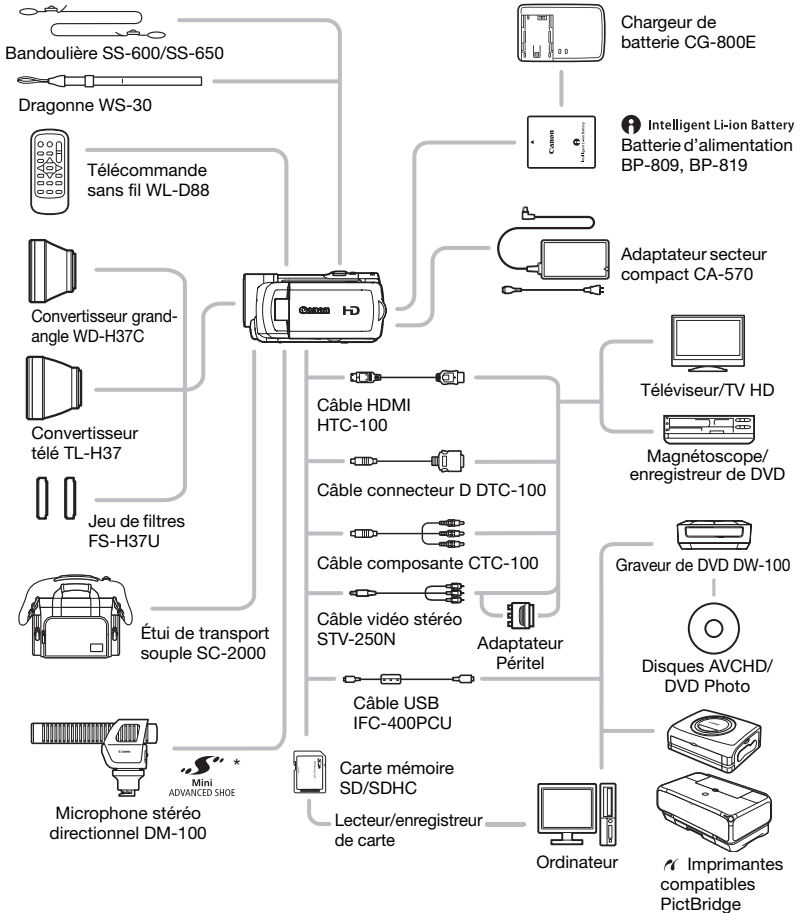 Bandoulière SS-600/SS-650
Dragonne WS-30
Télécommande
sans fil WL-D88
Convertisseur grand-
angle WD-H37C
Convertisseur
télé TL-H37
Jeu de filtres
FS-H37U
Étui de transport
souple SC-2000
Canon
Mini
ADVANCED SHOE
*
Microphone stéréo
directionnel DM-100
Chargeur de
batterie CG-800E
Canon
Intelligent Li-ion Battery
Intelligent Li-ion Battery
Batterie d'alimentation
BP-809, BP-819
Adaptateur secteur
compact CA-570
Canon
HD
Câble HDMI
HTC-100
Câble connecteur D DTC-100
Câble composante CTC-100
Câble vidéo stéréo
STV-250N
Adaptateur
Péritel
Câble USB
IFC-400PCU
Carte mémoire
SD/SDHC
Lecteur/enregistreur
de carte
Ordinateur
Téléviseur/TV HD
Magnétoscope/
enregistreur de DVD
Graveur de DVD DW-100
Disques AVCHD/
DVD Photo
Imprimantes
compatibles
PictBridge